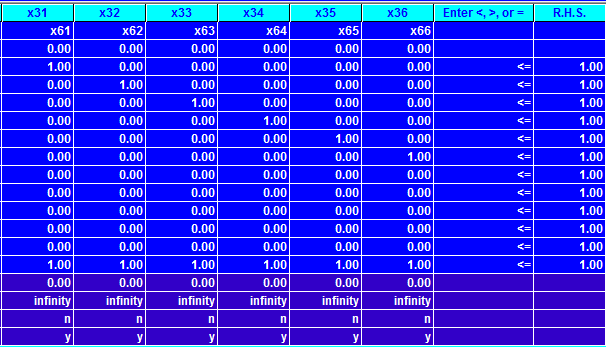 x31 x32 x33 x34 x35 x36 Enter <, >, or = R.H.S.
x61 x62 x63 x64 x65 x66
0.00 0.00 0.00 0.00 0.00 0.00
1.00 0.00 0.00 0.00 0.00 0.00 <= 1.00
0.00 1.00 0.00 0.00 0.00 0.00 <= 1.00
0.00 0.00 1.00 0.00 0.00 0.00 <= 1.00
0.00 0.00 0.00 1.00 0.00 0.00 <= 1.00
0.00 0.00 0.00 0.00 1.00 0.00 <= 1.00
0.00 0.00 0.00 0.00 0.00 1.00 <= 1.00
0.00 0.00 0.00 0.00 0.00 0.00 <= 1.00
0.00 0.00 0.00 0.00 0.00 0.00 <= 1.00
0.00 0.00 0.00 0.00 0.00 0.00 <= 1.00
0.00 0.00 0.00 0.00 0.00 0.00 <= 1.00
0.00 0.00 0.00 0.00 0.00 0.00 <= 1.00
1.00 1.00 1.00 1.00 1.00 1.00 <= 1.00
0.00 0.00 0.00 0.00 0.00 0.00
infinity infinity infinity infinity infinity infinity
n n n n n n
y y y y y y